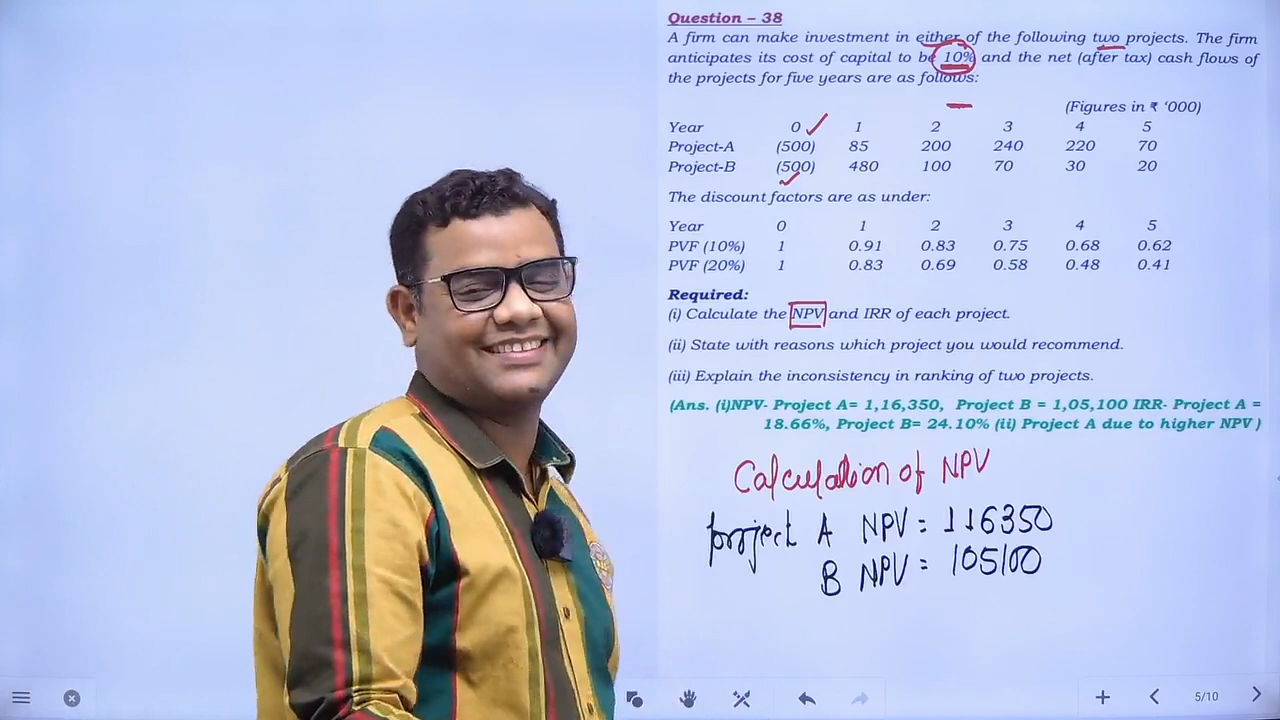 Question – 38
A firm can make investment in either of the following two projects. The firm
anticipates its cost of capital to be 10% and the net (after tax) cash flows of
the projects for five years are as follows:
(Figures in ₹ ‘000)
Year 0 1 2 3 4 5
Project-A (500) 85 200 240 220 70
Project-B (500) 480 100 70 30 20
The discount factors are as under:
Year 0 1 2 3 4 5
PVF (10%) 1 0.91 0.83 0.75 0.68 0.62
PVF (20%) 1 0.83 0.69 0.58 0.48 0.41
Required:
(i) Calculate the NPV and IRR of each project.
(ii) State with reasons which project you would recommend.
(iii) Explain the inconsistency in ranking of two projects.
(Ans. (i)NPV- Project A= 1,16,350, Project B = 1,05,100 IRR- Project A =
18.66%, Project B= 24.10% (ii) Project A due to higher NPV)
Calculation of NPV
project A NPV = 116350
B NPV = 105100
5/10